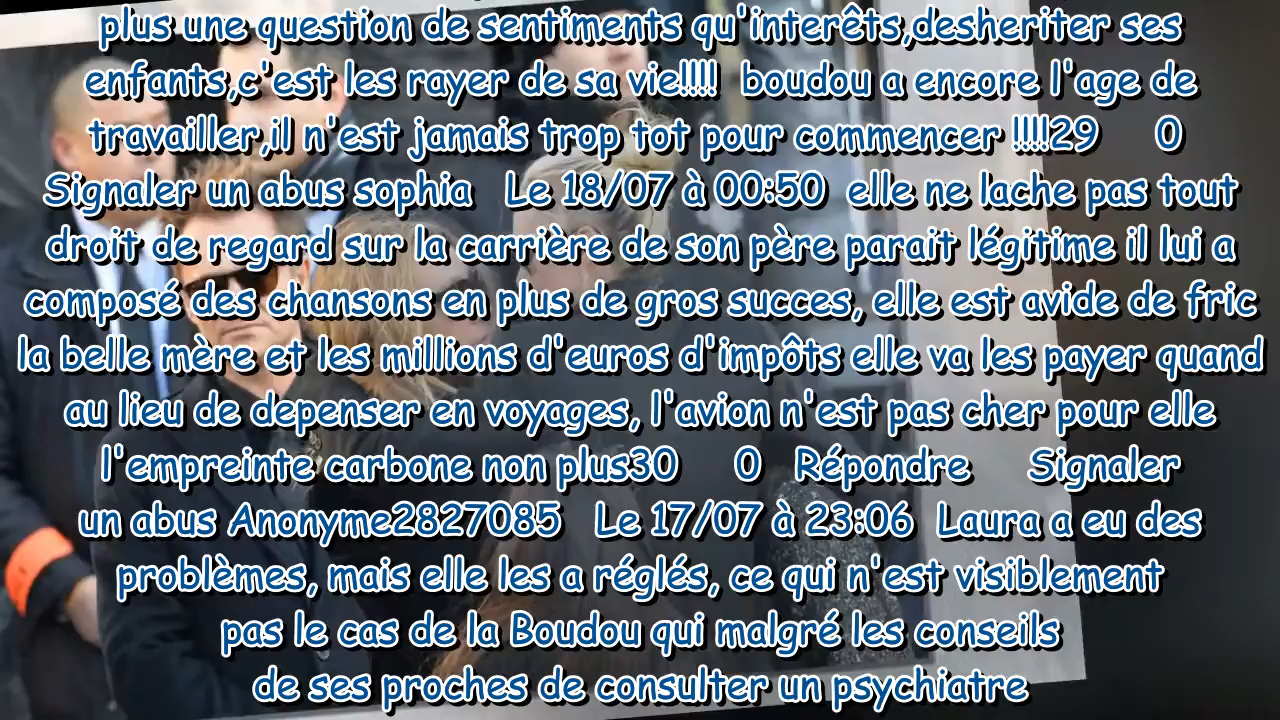 plus une question de sentiments qu'interêts,desheriter ses
enfants,c'est les rayer de sa vie!!!! boudou a encore l'age de
travailler,il n'est jamais trop tot pour commencer !!!!29 0
Signaler un abus sophia Le 18/07 à 00:50 elle ne lache pas tout
droit de regard sur la carrière de son père parait légitime il lui a
composé des chansons en plus de gros succes, elle est avide de fric
la belle mère et les millions d'euros d'impôts elle va les payer quand
au lieu de depenser en voyages, l'avion n'est pas cher pour elle
l'empreinte carbone non plus30 0 Répondre Signaler
un abus Anonyme2827085 Le 17/07 à 23:06 Laura a eu des
problèmes, mais elle les a réglés, ce qui n'est visiblement
pas le cas de la Boudou qui malgré les conseils
de ses proches de consulter un psychiatre